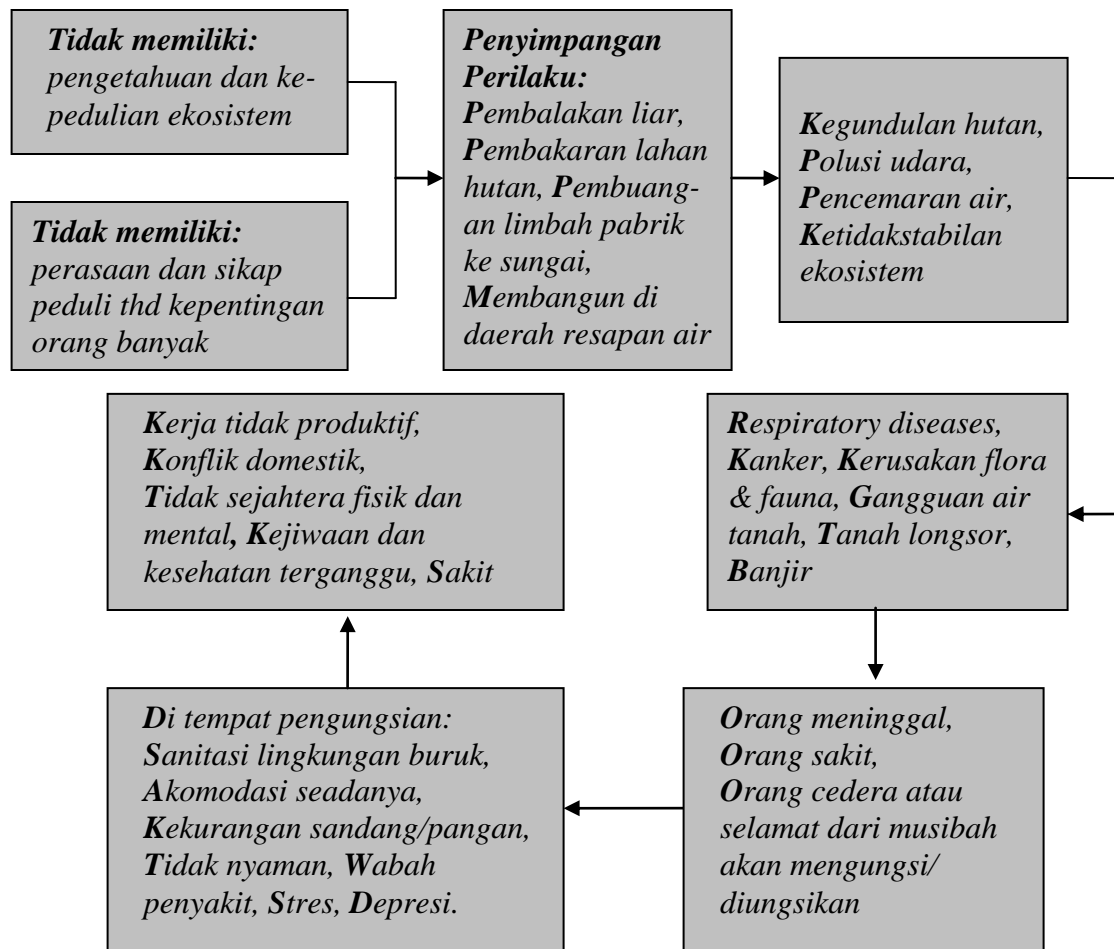 Tidak memiliki:
pengetahuan dan ke-
pedulian ekosistem
Tidak memiliki:
perasaan dan sikap
peduli thd kepentingan
orang banyak
Penyimpangan
Perilaku:
Pembalakan liar,
Pembakaran lahan
hutan, Pembuang-
an limbah pabrik
ke sungai,
Membangun di
daerah resapan air
Kegundulan hutan,
Polusi udara,
Pencemaran air,
Ketidakstabilan
ekosistem
Respiratory diseases,
Kanker, Kerusakan flora
& fauna, Gangguan air
tanah, Tanah longsor,
Banjir
Orang meninggal,
Orang sakit,
Orang cedera atau
selamat dari musibah
akan mengungsi/
diungsikan
Di tempat pengungsian:
Sanitasi lingkungan buruk,
Akomodasi seadanya,
Kekurangan sandang/pangan,
Tidak nyaman, Wabah
penyakit, Stres, Depresi.
Kerja tidak produktif,
Konflik domestik,
Tidak sejahtera fisik dan
mental, Kejiwaan dan
kesehatan terganggu, Sakit